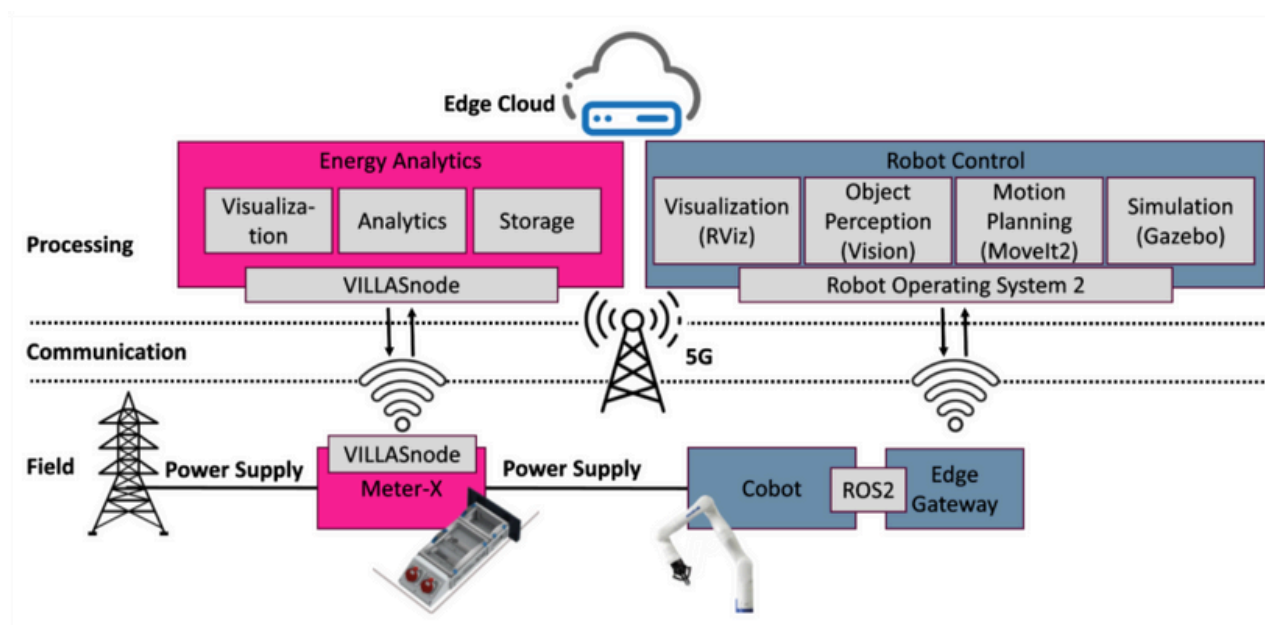 Edge Cloud
Energy Analytics
Visualiza-
tion
Analytics
Storage
VILLASnode
Robot Control
Visualization
(RViz)
Object
Perception
(Vision)
Motion
Planning
(MoveIt2)
Simulation
(Gazebo)
Robot Operating System 2
Processing
Communication
5G
Field
Power Supply
VILLASnode
Meter-X
Power Supply
Cobot
ROS2
Edge
Gateway